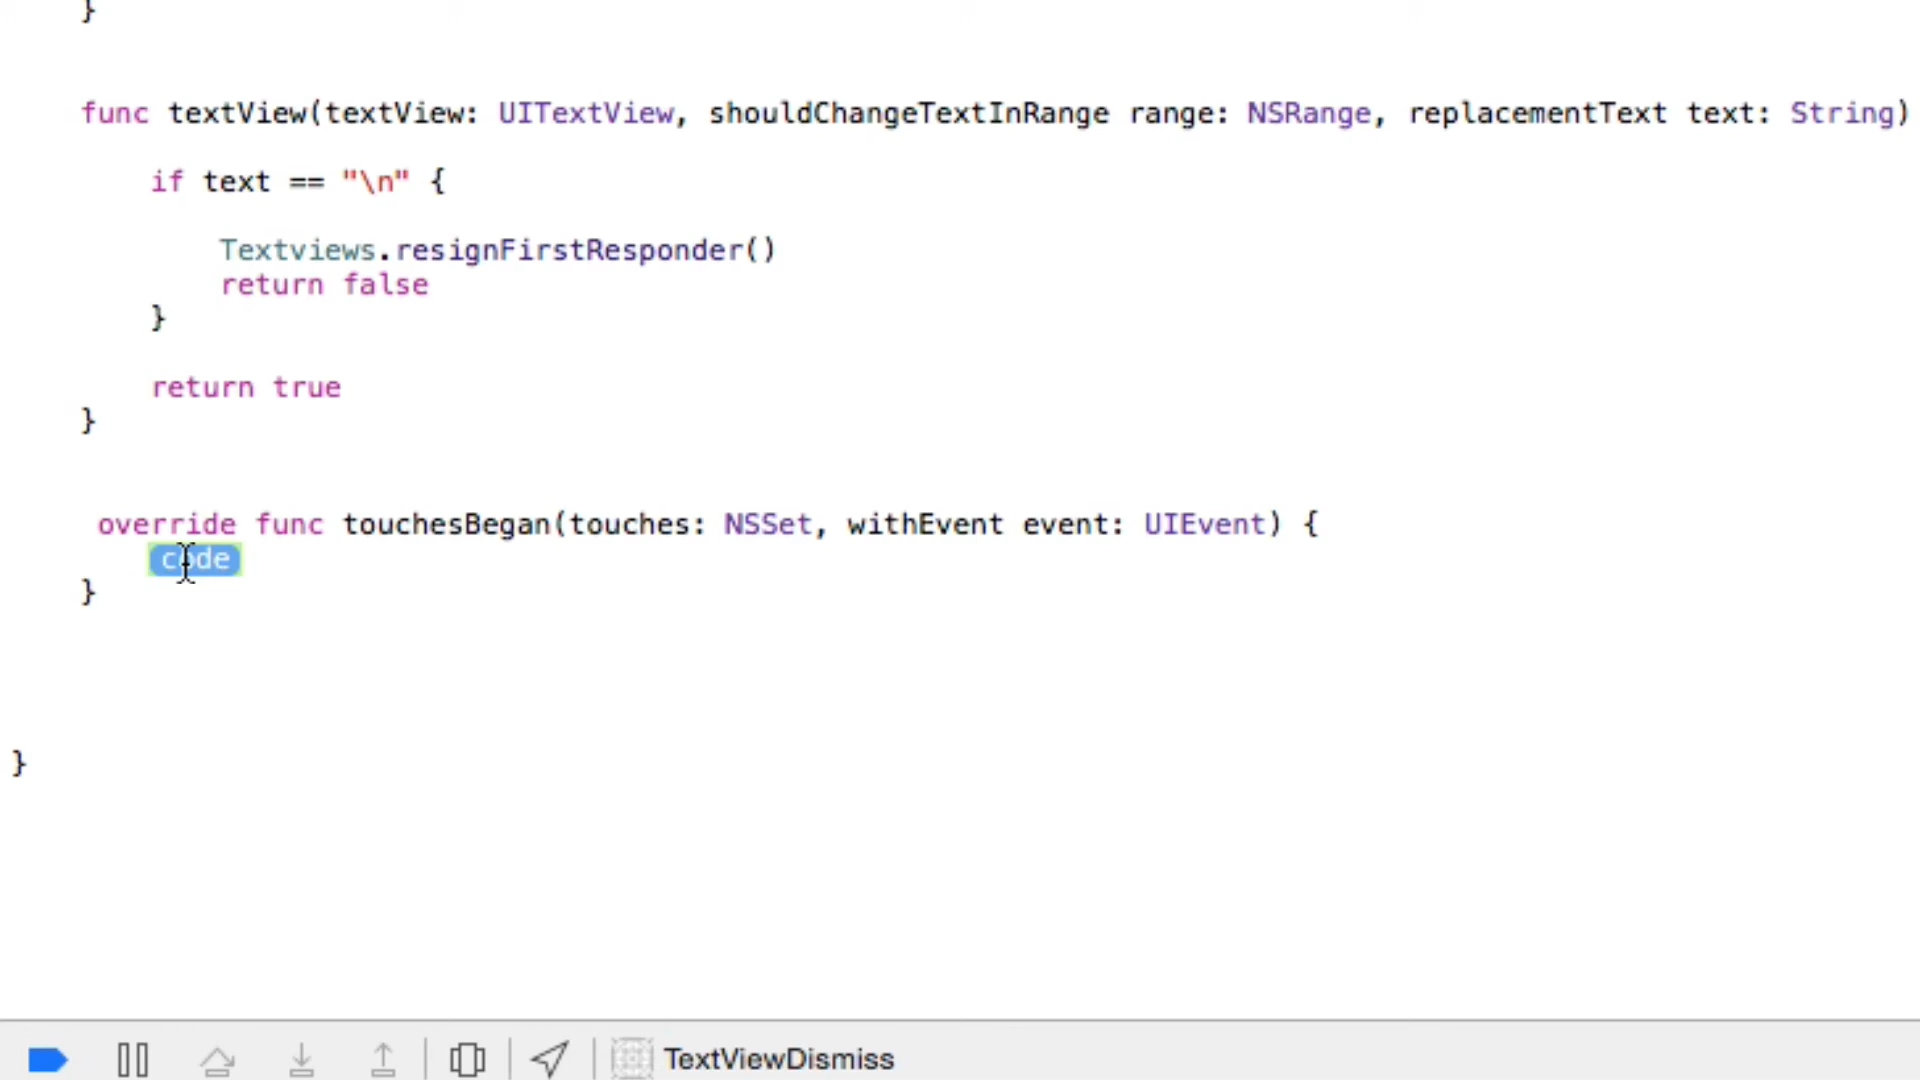 }
func textView(textView: UITextView, shouldChangeTextInRange range: NSRange, replacementText text: String)
if text == "\n" {
Textviews.resignFirstResponder()
return false
}
return true
}
override func touchesBegan(touches: NSSet, withEvent event: UIEvent) {
code
}
}
TextViewDismiss